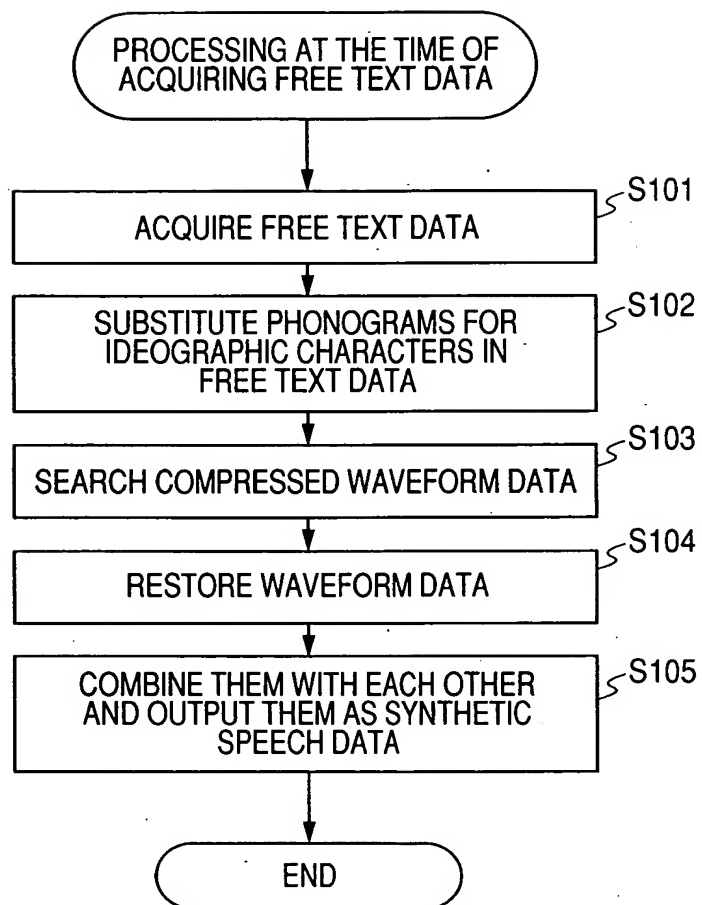 PROCESSING AT THE TIME OF
ACQUIRING FREE TEXT DATA
S101
ACQUIRE FREE TEXT DATA
S102
SUBSTITUTE PHONOGRAMS FOR
IDEOGRAPHIC CHARACTERS IN
FREE TEXT DATA
S103
SEARCH COMPRESSED WAVEFORM DATA
S104
RESTORE WAVEFORM DATA
S105
COMBINE THEM WITH EACH OTHER
AND OUTPUT THEM AS SYNTHETIC
SPEECH DATA
END